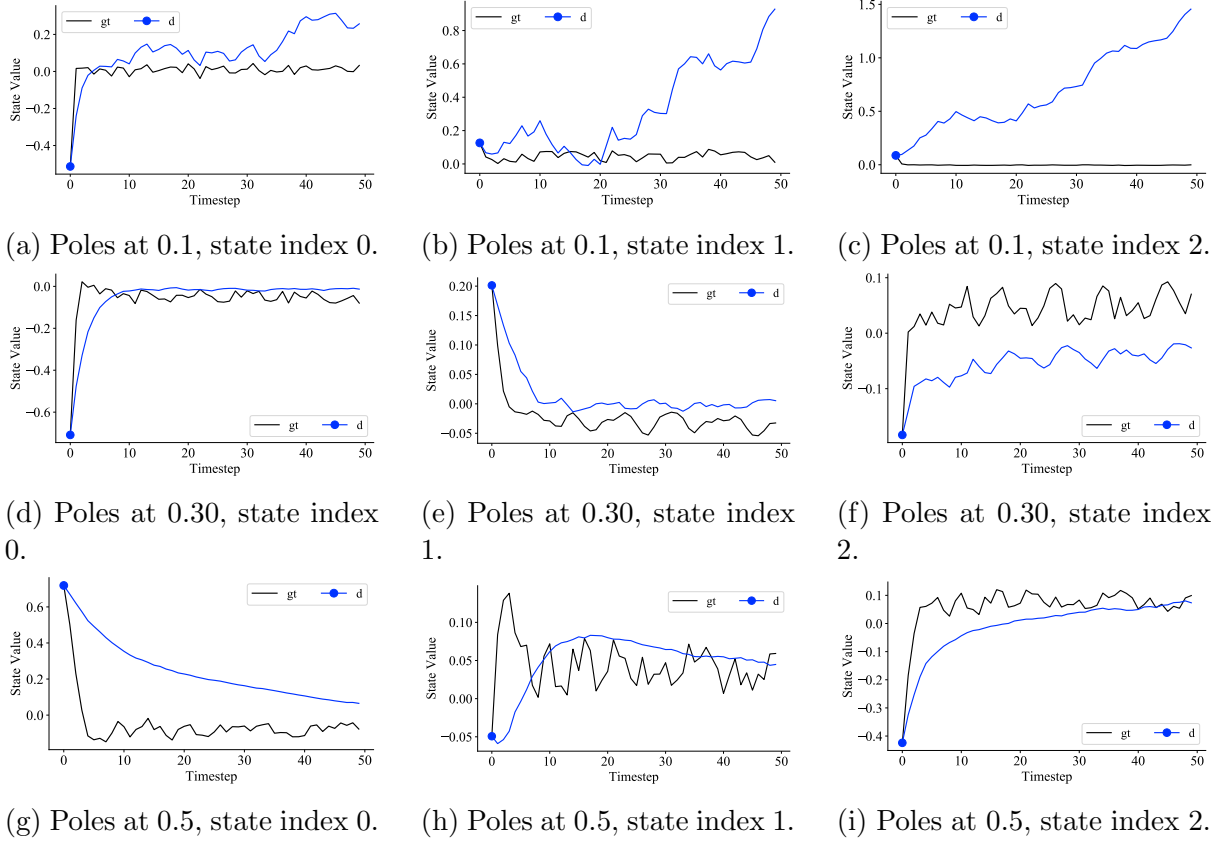 gt d
State Value
0.2
0.0
−0.2
−0.4
0 10 20 30 40 50
Timestep
(a) Poles at 0.1, state index 0.
gt d
State Value
0.8
0.6
0.4
0.2
0.0
0 10 20 30 40 50
Timestep
(b) Poles at 0.1, state index 1.
gt d
State Value
1.5
1.0
0.5
0.0
0 10 20 30 40 50
Timestep
(c) Poles at 0.1, state index 2.
State Value
0.0
−0.2
−0.4
−0.6
gt d
0 10 20 30 40 50
Timestep
(d) Poles at 0.30, state index
0.
gt d
State Value
0.20
0.15
0.10
0.05
0.00
−0.05
0 10 20 30 40 50
Timestep
(e) Poles at 0.30, state index
1.
State Value
0.1
0.0
−0.1
gt d
0 10 20 30 40 50
Timestep
(f) Poles at 0.30, state index
2.
gt d
State Value
0.6
0.4
0.2
0.0
0 10 20 30 40 50
Timestep
(g) Poles at 0.5, state index 0.
gt d
State Value
0.10
0.05
0.00
−0.05
0 10 20 30 40 50
Timestep
(h) Poles at 0.5, state index 1.
State Value
0.1
0.0
−0.1
−0.2
−0.3
−0.4
gt d
0 10 20 30 40 50
Timestep
(i) Poles at 0.5, state index 2.